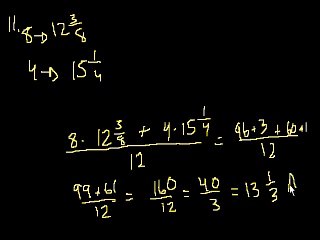 11.
8→12 3/8
4→15 1/4
(8·12 3/8 + 4·15 1/4)/12 = (96+3+60+1)/12
(99+61)/12 = 160/12 = 40/3 = 13 1/3